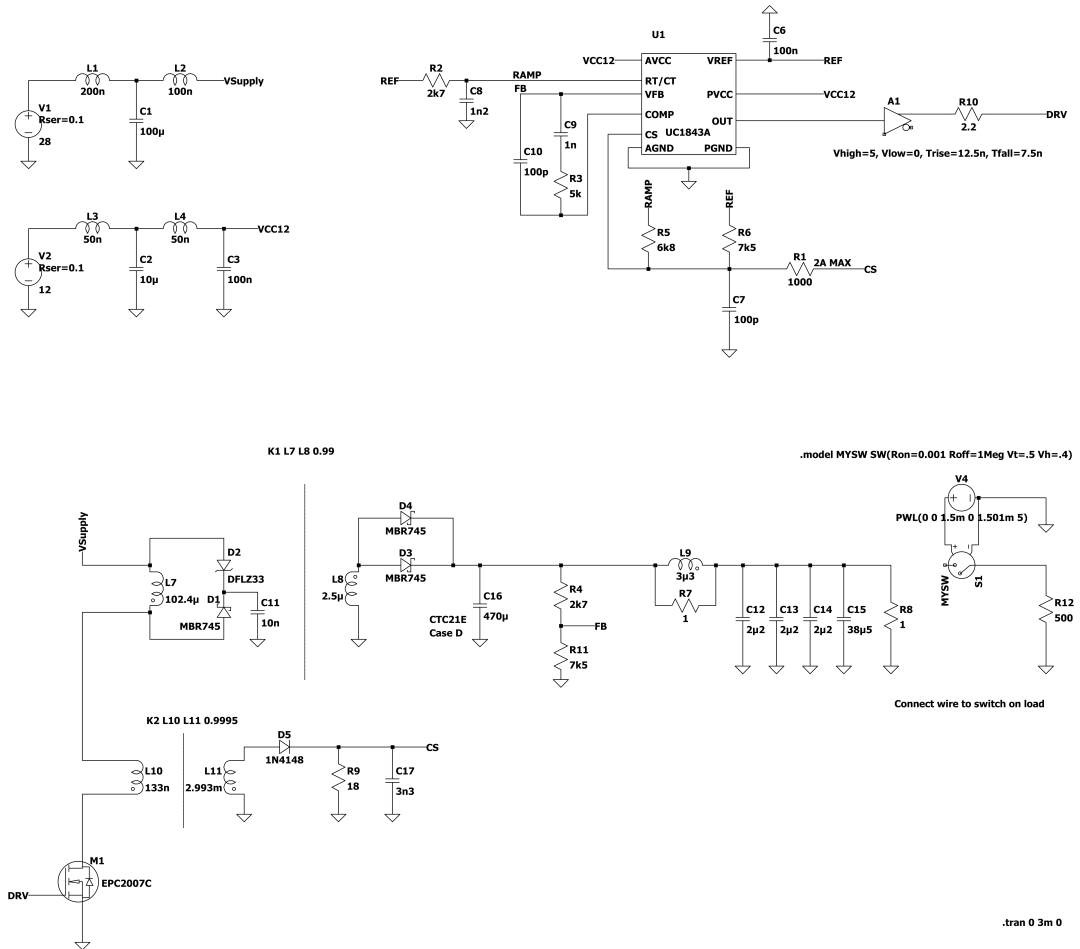 L1
200n
L2
100n
VSupply
V1
Rser=0.1
28
C1
100µ
L3
50n
L4
50n
VCC12
V2
Rser=0.1
12
C2
10µ
C3
100n
U1
C6
100n
VCC12
AVCC
VREF
REF
REF
R2
2k7
RAMP
RT/CT
FB
VFB
PVCC
VCC12
C8
1n2
COMP
OUT
CS
UC1843A
AGND
PGND
C9
1n
C10
100p
R3
5k
A1
R10
2.2
DRV
Vhigh=5, Vlow=0, Trise=12.5n, Tfall=7.5n
RAMP
REF
R5
6k8
R6
7k5
R1
1000
2A MAX
CS
C7
100p
K1 L7 L8 0.99
.model MYSW SW(Ron=0.001 Roff=1Meg Vt=.5 Vh=.4)
V4
PWL(0 0 1.5m 0 1.501m 5)
VSupply
D2
DFLZ33
L7
102.4µ
D1
MBR745
C11
10n
D4
MBR745
D3
MBR745
L8
2.5µ
CTC21E
Case D
C16
470µ
R4
2k7
FB
R11
7k5
L9
3µ3
R7
1
C12
2µ2
C13
2µ2
C14
2µ2
C15
38µ5
R8
1
MYSW
S1
R12
500
Connect wire to switch on load
K2 L10 L11 0.9995
L10
133n
L11
2.993m
D5
1N4148
CS
R9
18
C17
3n3
M1
EPC2007C
DRV
.tran 0 3m 0